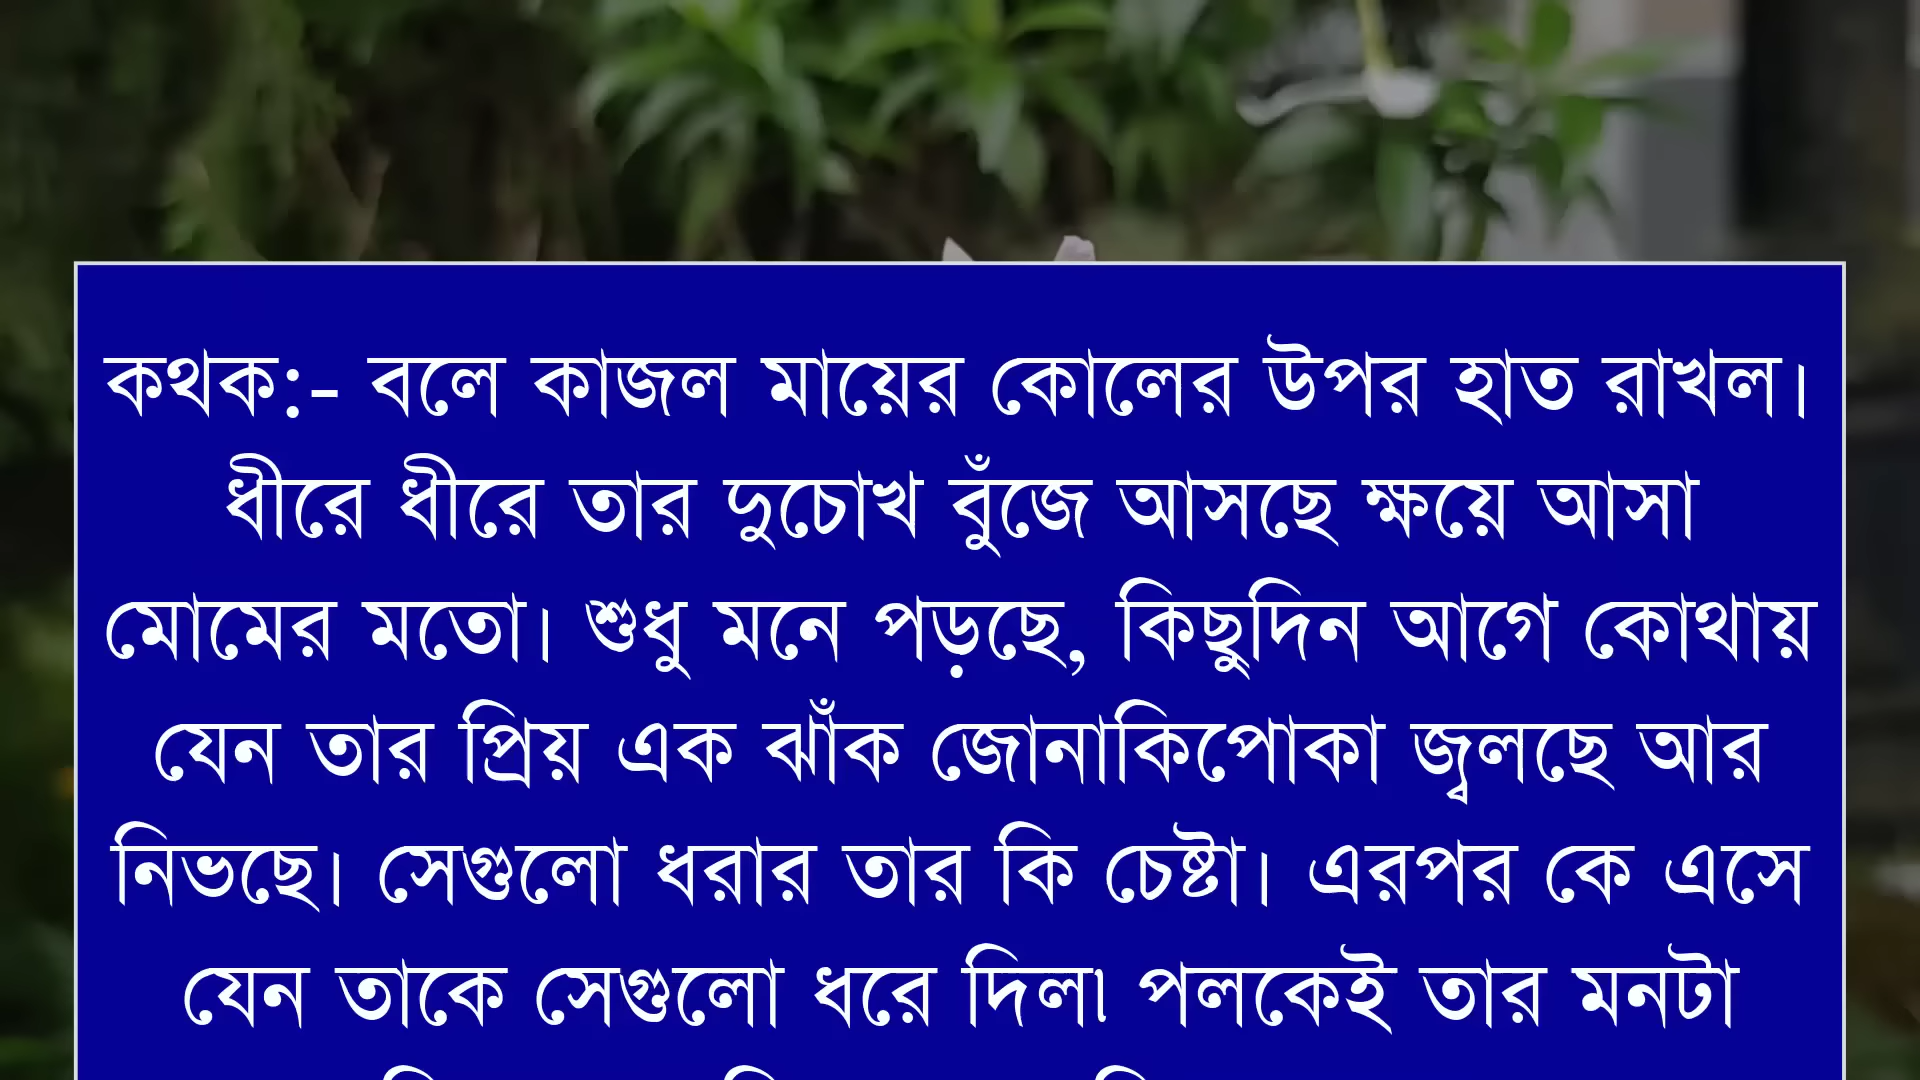 কথক:- বলে কাজল মায়ের কোলের উপর হাত রাখল।
ধীরে ধীরে তার দুচোখ বুঁজে আসছে ক্ষয়ে আসা
মোমের মতো। শুধু মনে পড়ছে, কিছুদিন আগে কোথায়
যেন তার প্রিয় এক ঝাঁক জোনাকিপোকা জ্বলছে আর
নিভছে। সেগুলো ধরার তার কি চেষ্টা। এরপর কে এসে
যেন তাকে সেগুলো ধরে দিল৷ পলকেই তার মনটা